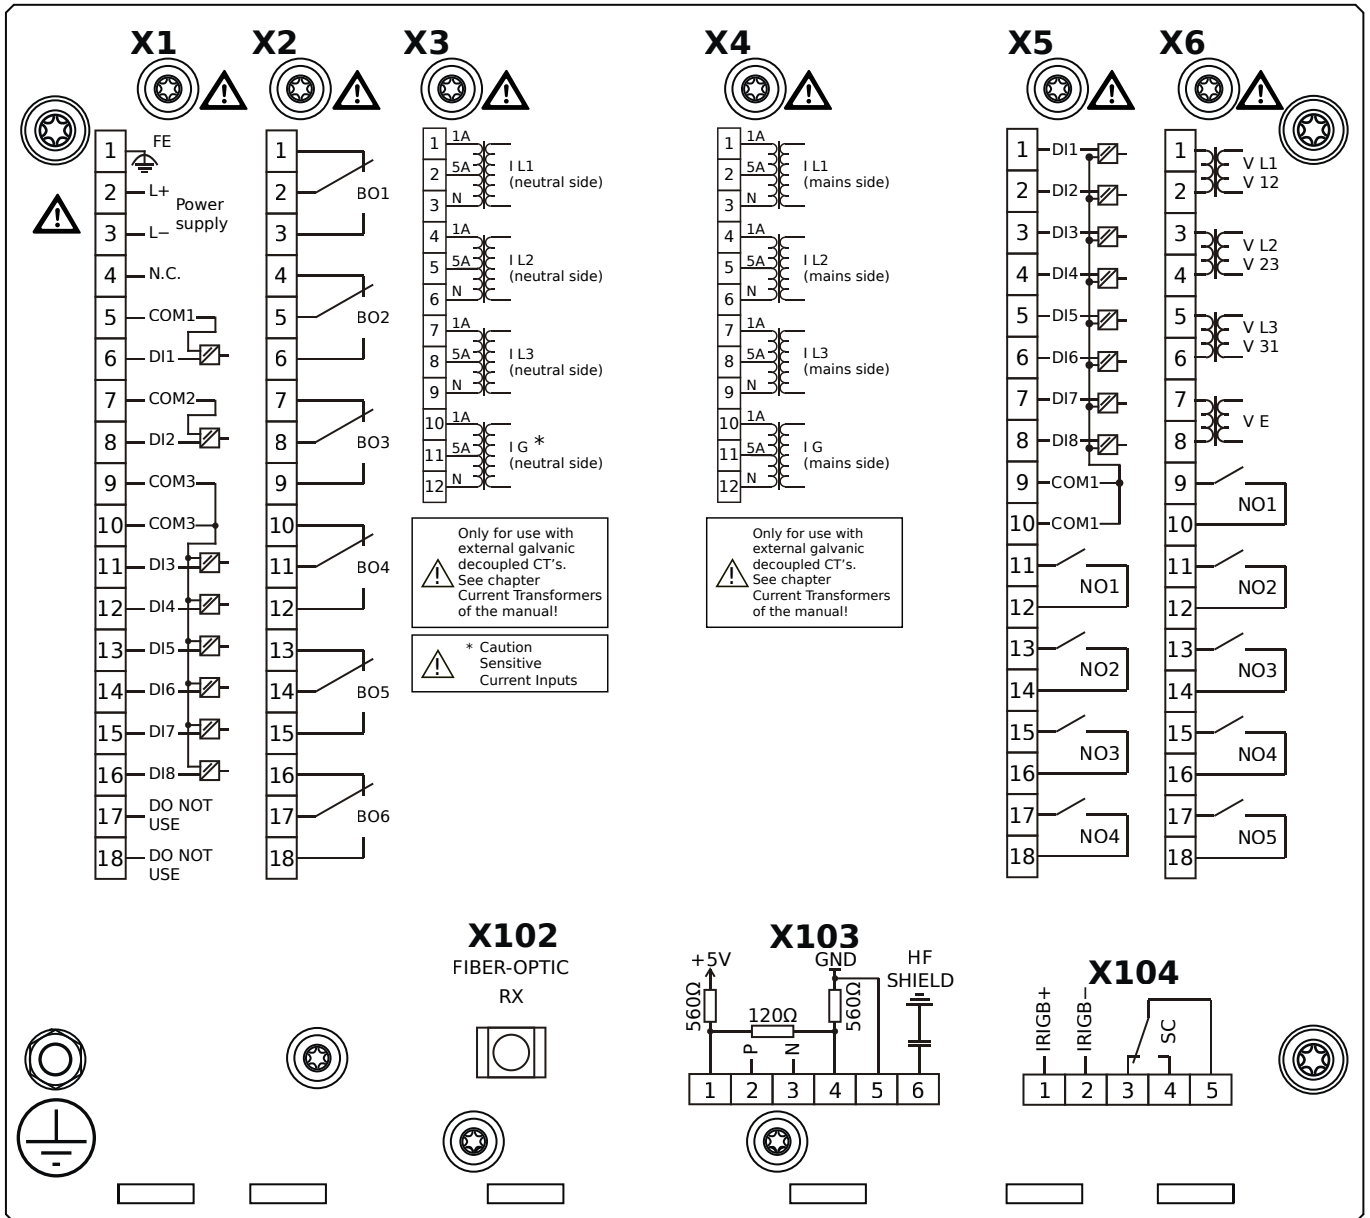 X1
X2
X3
X4
X5
X6
1
FE
2
L+
Power
supply
3
L−
4
N.C.
5
COM1
6
DI1
7
COM2
8
DI2
9
COM3
10
COM3
11
DI3
12
DI4
13
DI5
14
DI6
15
DI7
16
DI8
17
DO NOT
USE
18
DO NOT
USE
1
2
BO1
3
4
5
BO2
6
7
8
BO3
9
10
11
BO4
12
13
14
BO5
15
16
17
BO6
18
1
1A
2
5A
I L1
(neutral side)
3
N
4
1A
5
5A
I L2
(neutral side)
6
N
7
1A
8
5A
I L3
(neutral side)
9
N
10
1A
11
5A
I G *
(neutral side)
12
N
Only for use with
external galvanic
decoupled CT's.
See chapter
Current Transformers
of the manual!
* Caution
Sensitive
Current Inputs
1
1A
2
5A
I L1
(mains side)
3
N
4
1A
5
5A
I L2
(mains side)
6
N
7
1A
8
5A
I L3
(mains side)
9
N
10
1A
11
5A
I G
(mains side)
12
N
Only for use with
external galvanic
decoupled CT's.
See chapter
Current Transformers
of the manual!
1
DI1
2
DI2
3
DI3
4
DI4
5
DI5
6
DI6
7
DI7
8
DI8
9
COM1
10
COM1
11
NO1
12
13
NO2
14
15
NO3
16
17
NO4
18
1
V L1
V 12
2
3
V L2
V 23
4
5
V L3
V 31
6
7
V E
8
9
NO1
10
11
NO2
12
13
NO3
14
15
NO4
16
17
NO5
18
X102
FIBER-OPTIC
RX
X103
+5V
GND
HF
SHIELD
560Ω
120Ω
560Ω
P
N
1 2 3 4 5 6
X104
IRIGB+
IRIGB−
SC
1 2 3 4 5